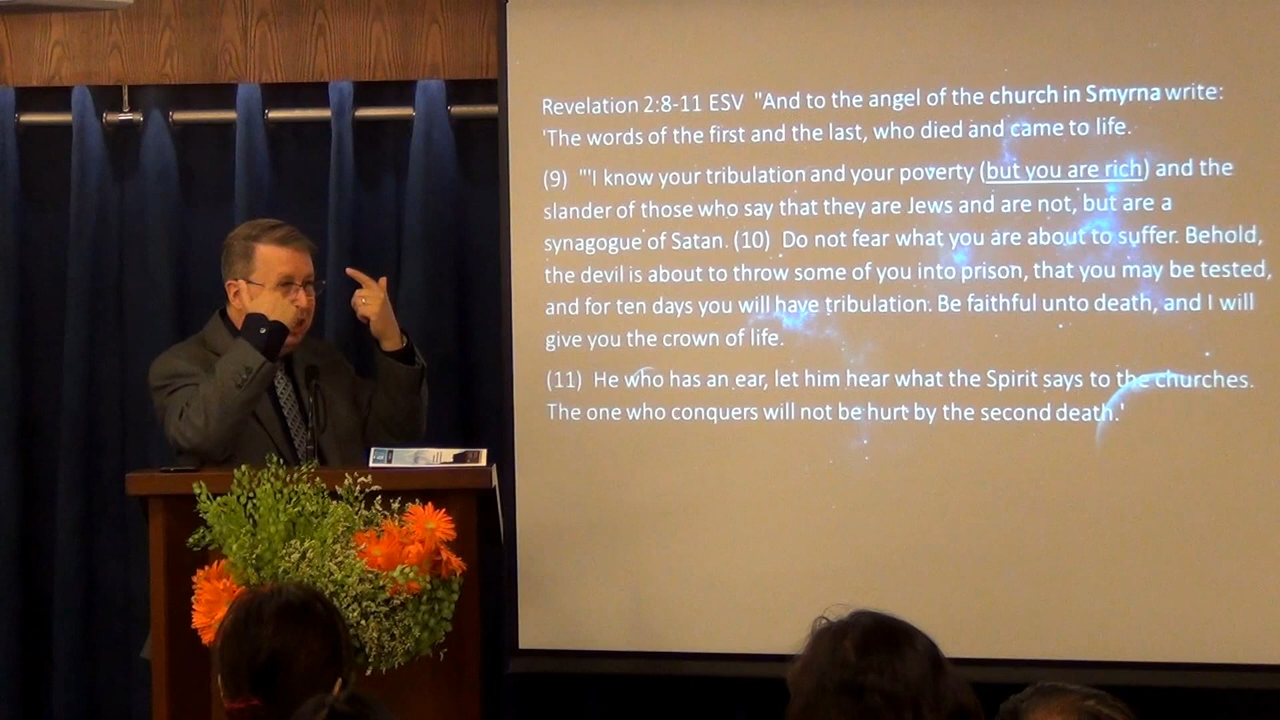 Revelation 2:8-11 ESV "And to the angel of the church in Smyrna write:
'The words of the first and the last, who died and came to life.
(9) "'I know your tribulation and your poverty (but you are rich) and the
slander of those who say that they are Jews and are not, but are a
synagogue of Satan. (10) Do not fear what you are about to suffer. Behold,
the devil is about to throw some of you into prison, that you may be tested,
and for ten days you will have tribulation. Be faithful unto death, and I will
give you the crown of life.
(11) He who has an ear, let him hear what the Spirit says to the churches.
The one who conquers will not be hurt by the second death.'